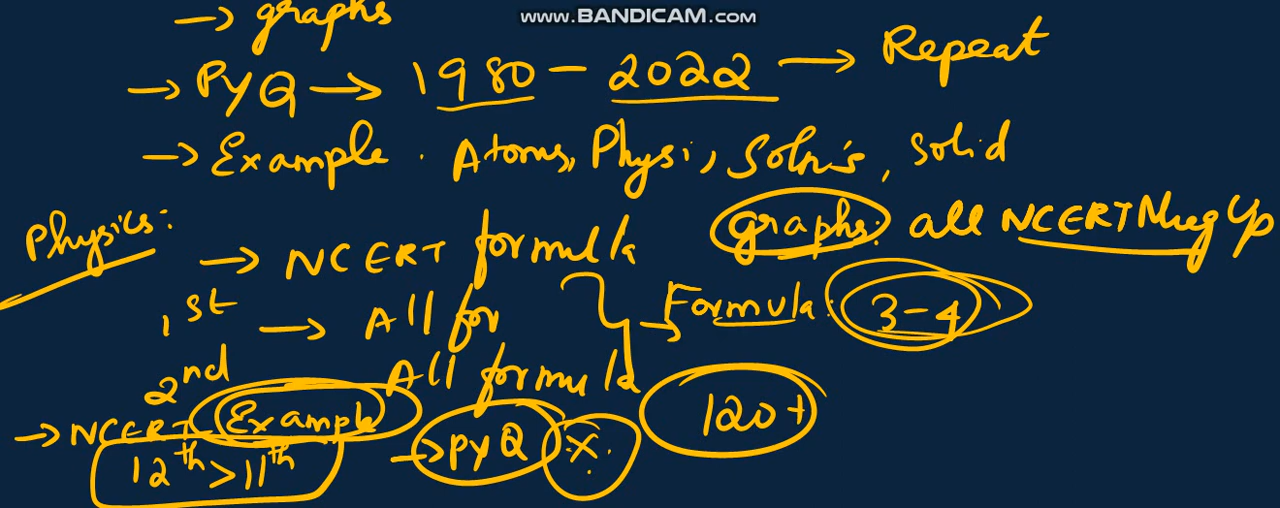 www.BANDICAM.com
→ graphs
→ PYQ → 1980 - 2022 → Repeat
→ Example. Atoms, Physi, Soln's, solid
Physics:
graphs: all NCERT Mug Up
→ NCERT formula
1st → All for
→ Formula: 3-4
2nd All formula
→ NCERT Example
→ PYQ X.
120+
12th > 11th